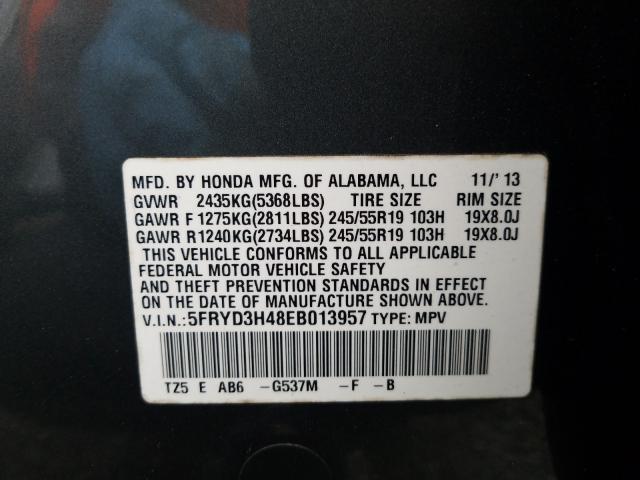 MFD. BY HONDA MFG. OF ALABAMA, LLC 11/'13
GVWR 2435KG(5368LBS) TIRE SIZE RIM SIZE
GAWR F 1275KG(2811LBS) 245/55R19 103H 19X8.0J
GAWR R 1240KG(2734LBS) 245/55R19 103H 19X8.0J
THIS VEHICLE CONFORMS TO ALL APPLICABLE
FEDERAL MOTOR VEHICLE SAFETY
AND THEFT PREVENTION STANDARDS IN EFFECT
ON THE DATE OF MANUFACTURE SHOWN ABOVE.
V.I.N.:5FRYD3H48EB013957 TYPE: MPV
TZ5 E AB6 -G537M -F -B